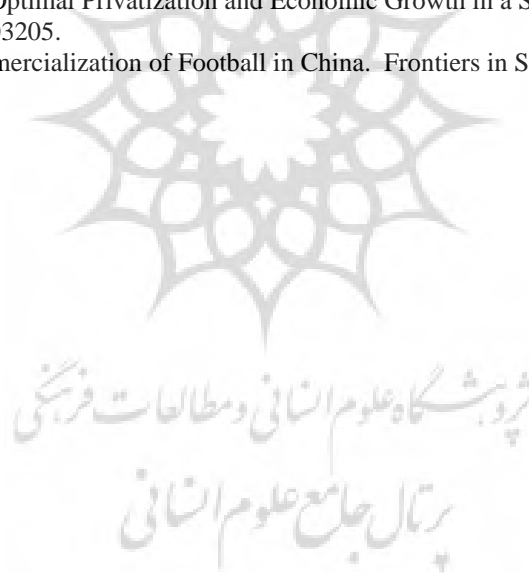 Optimal Privatization and Economic Growth in a S
03205.
mercialization of Football in China. Frontiers in S
پژوهشگاه علوم انسانی و مطالعات فرهنگی
پرتال جامع علوم انسانی